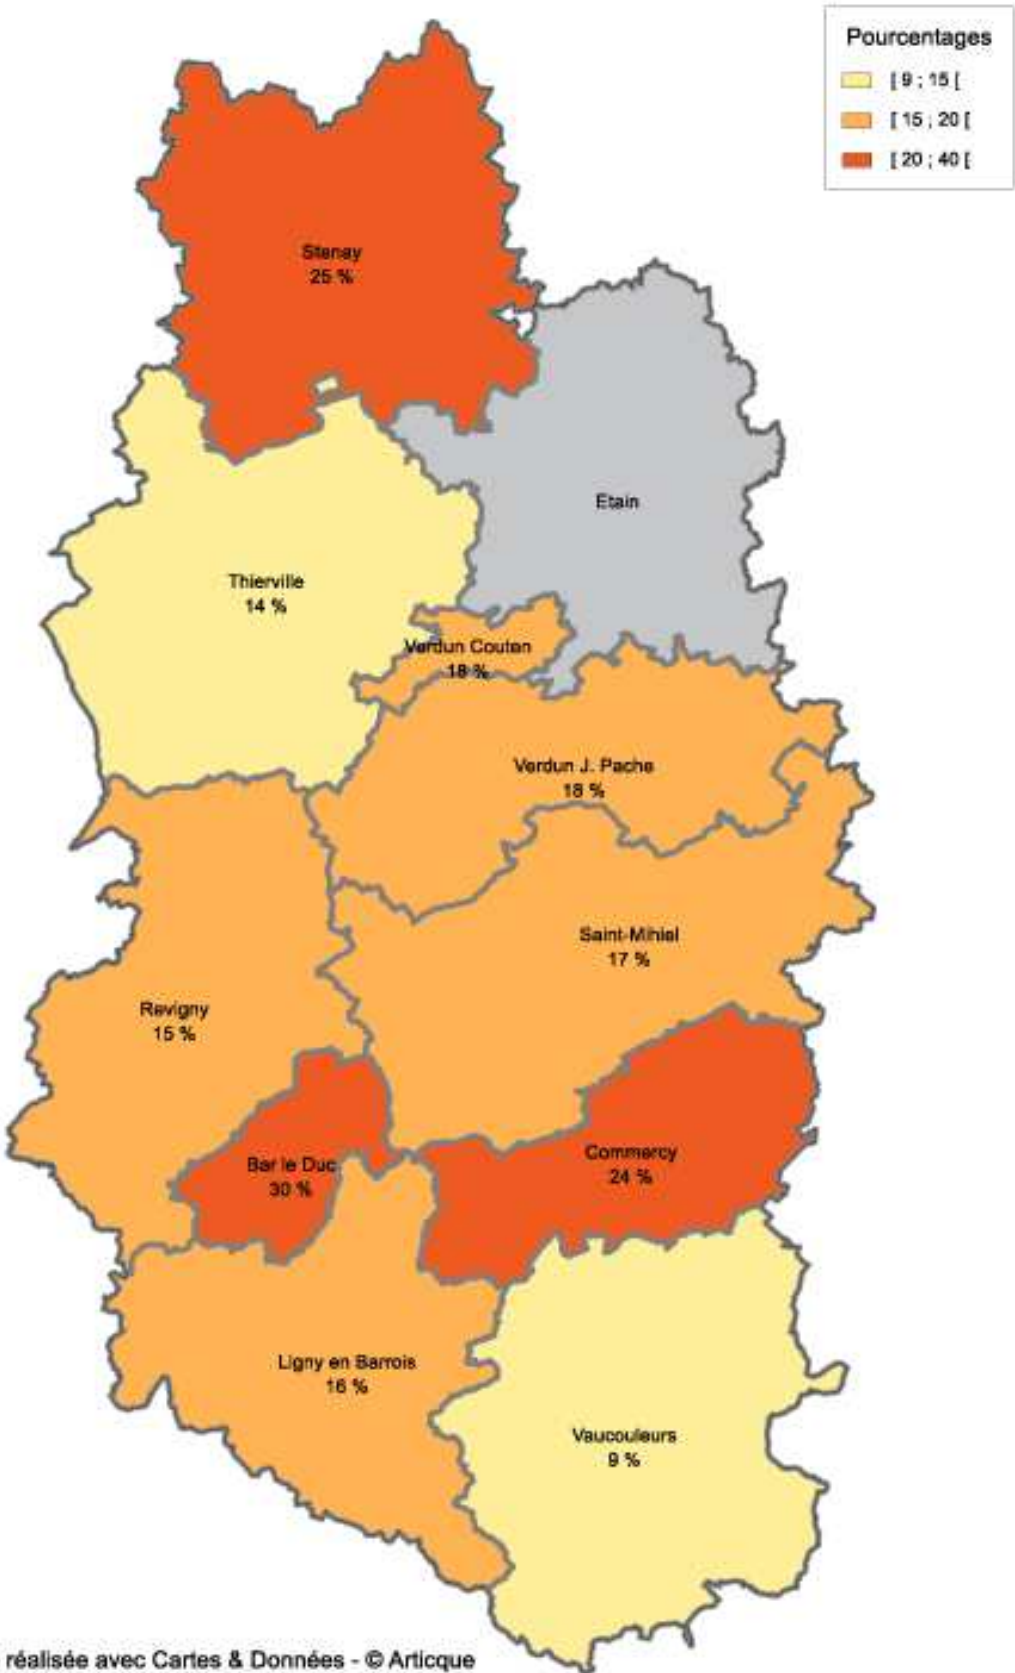 Pourcentages
[ 9 ; 15 [
[ 15 ; 20 [
[ 20 ; 40 [
Stenay
25 %
Etain
Thierville
14 %
Verdun Couten
18 %
Verdun J. Pache
18 %
Saint-Mihiel
17 %
Revigny
15 %
Commercy
24 %
Bar le Duc
30 %
Ligny en Barrois
16 %
Vaucouleurs
9 %
réalisée avec Cartes & Données - © Articque